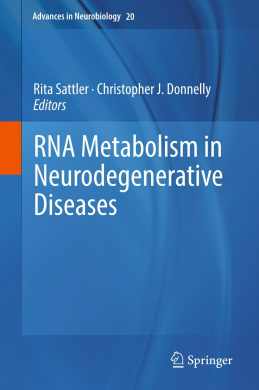 Advances in Neurobiology 20
Rita Sattler · Christopher J. Donnelly
Editors
RNA Metabolism in
Neurodegenerative
Diseases
Springer